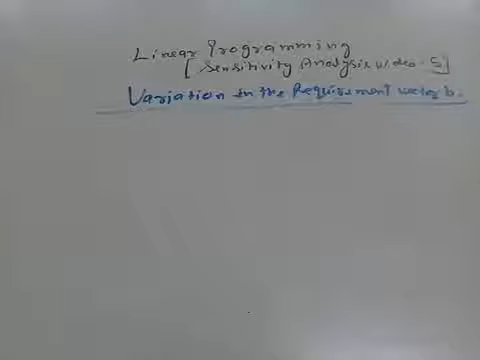 Linear Programming
[Sensitivity Analysis video-5]
Variation in the Requirement vector b.